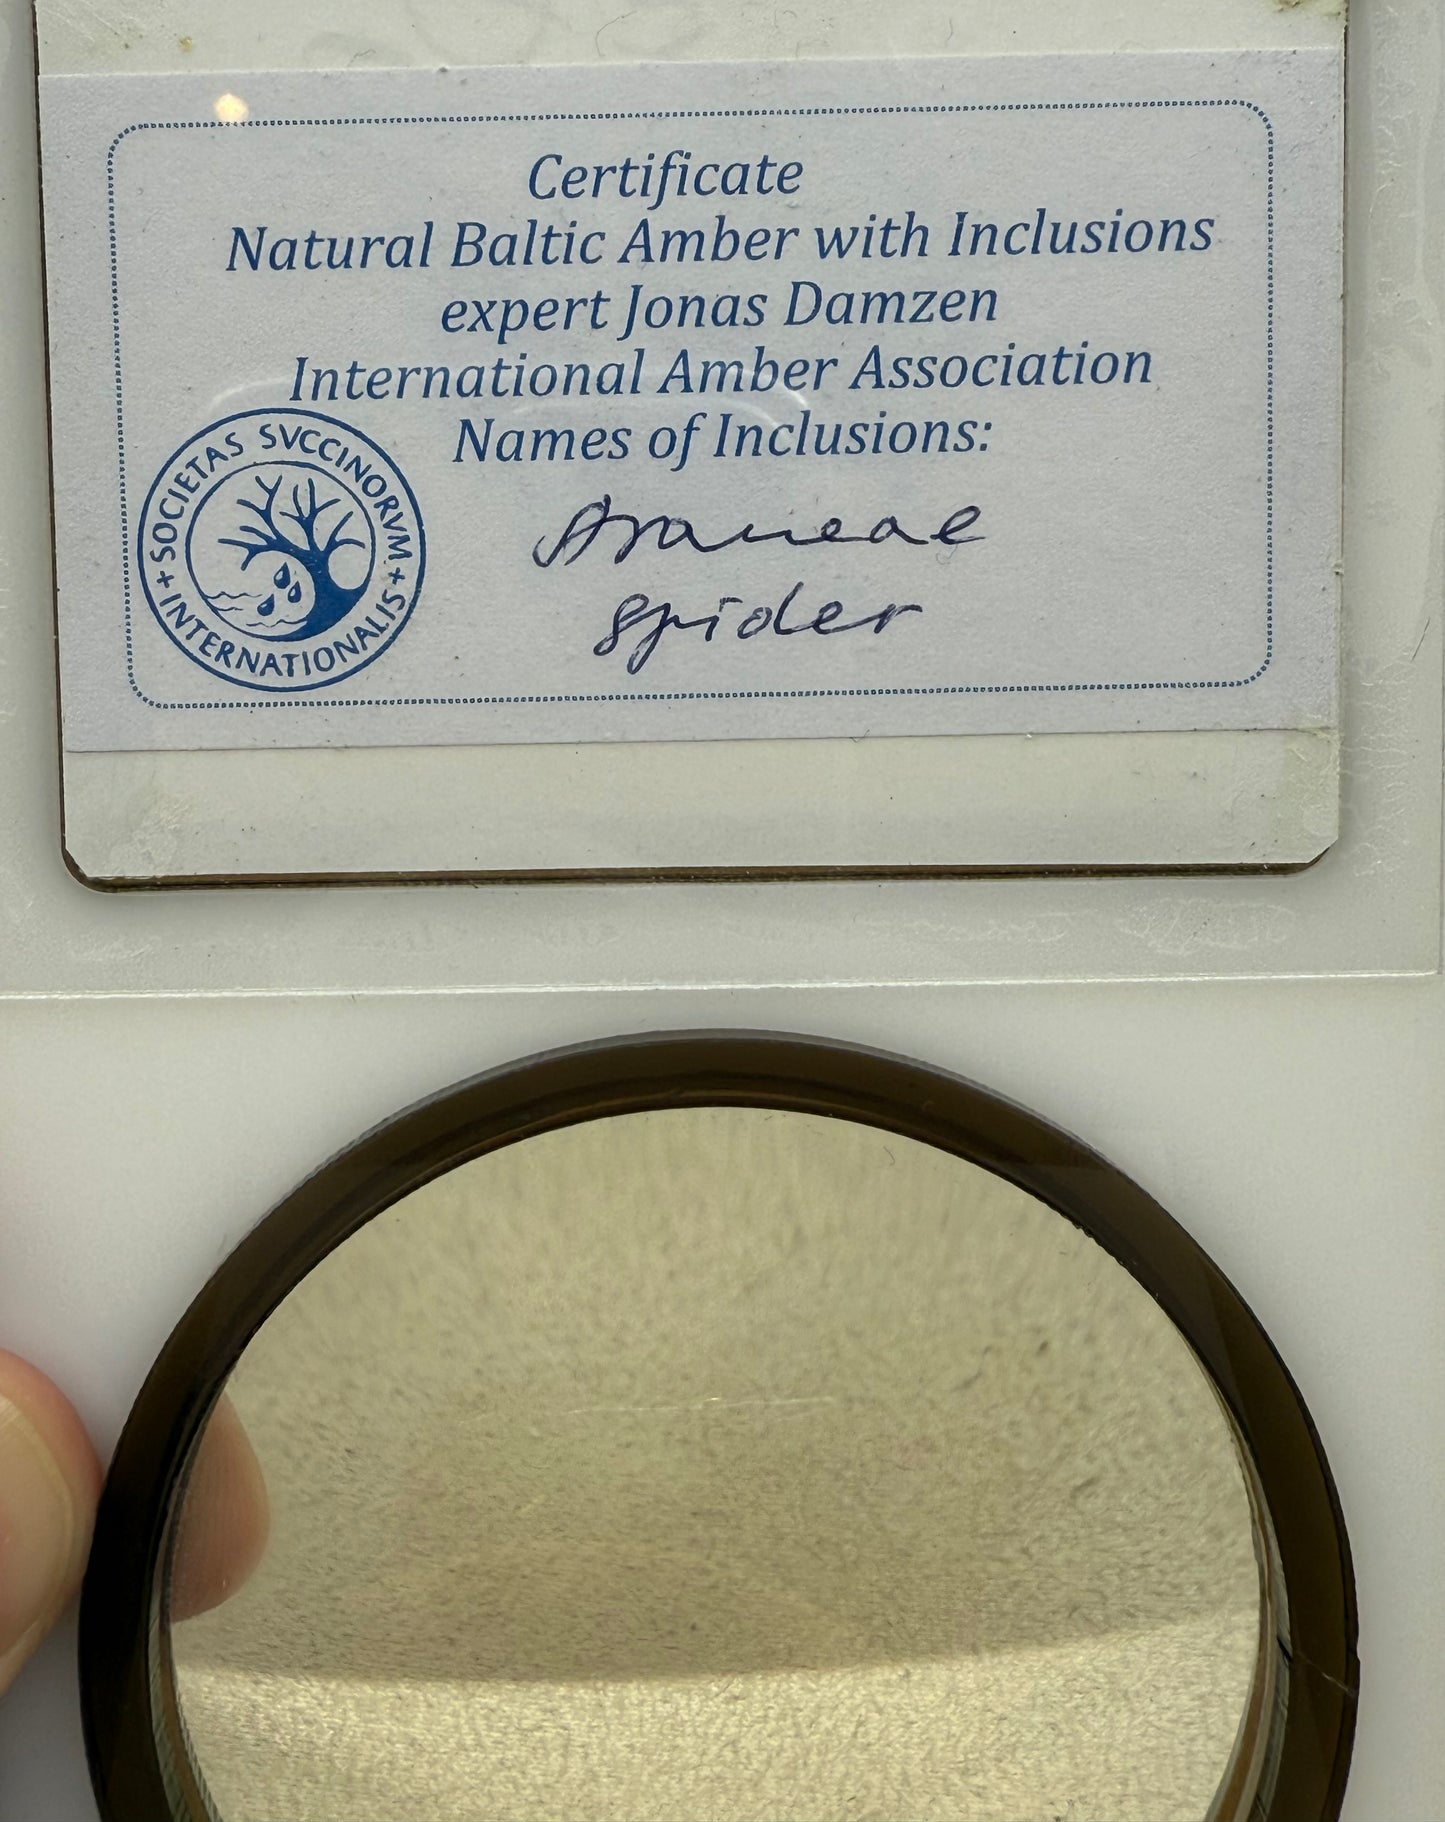 Certificate
Natural Baltic Amber with Inclusions
expert Jonas Damzen
International Amber Association
Names of Inclusions:
SOCIETAS SVCCINORVM + INTERNATIONALIS +
Araneae
spider